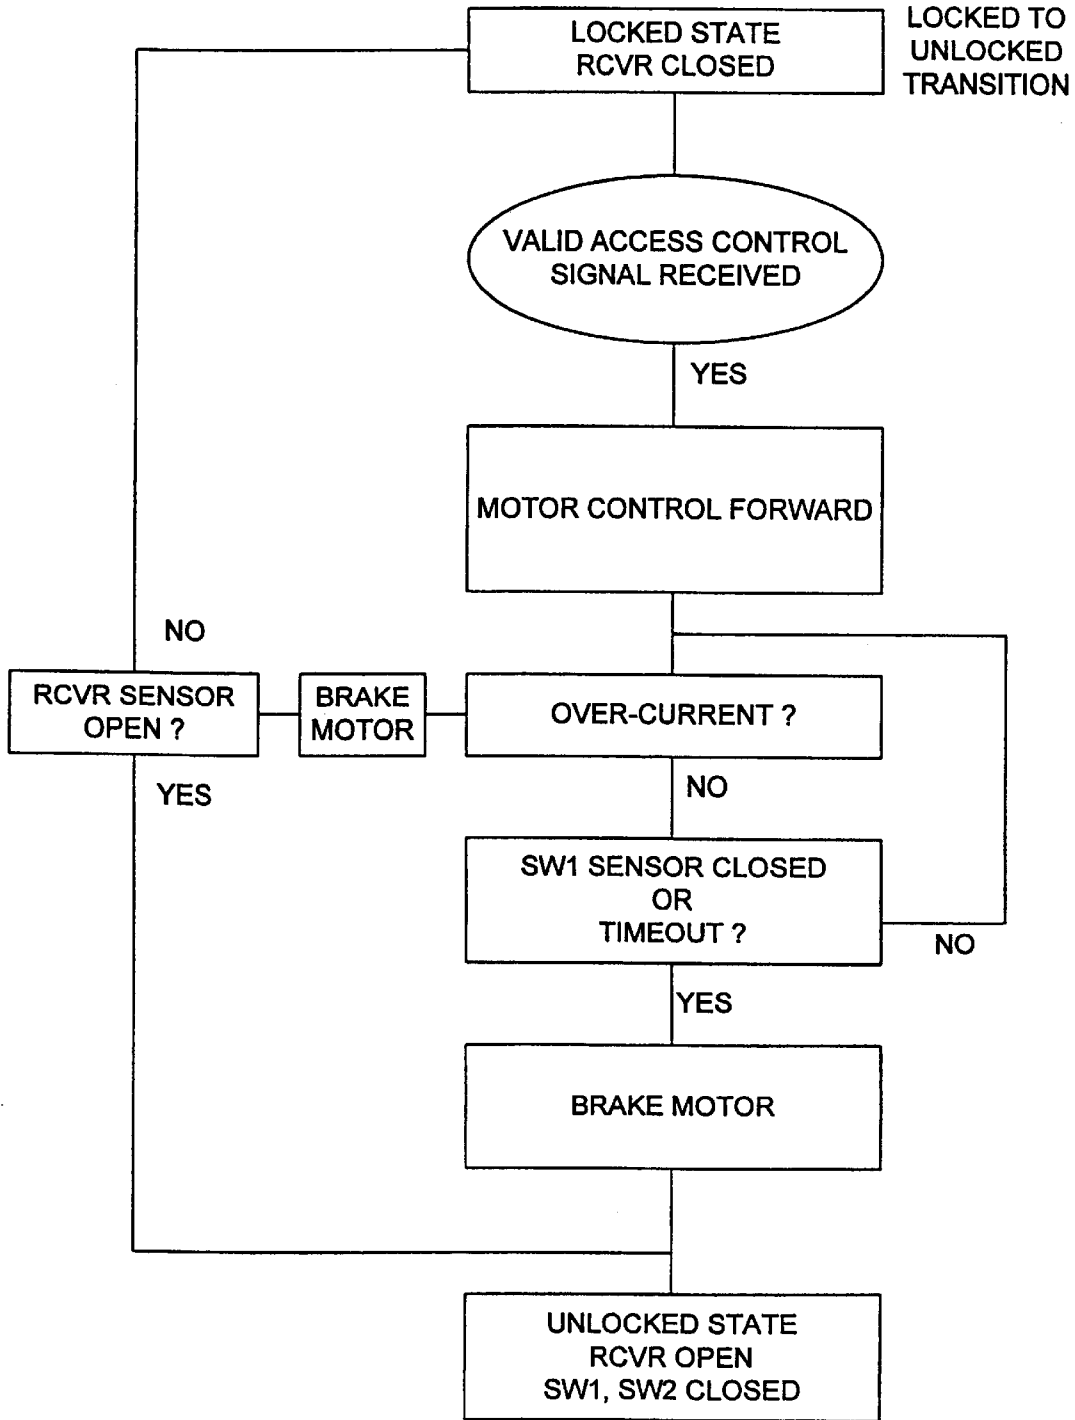 LOCKED STATE
RCVR CLOSED
LOCKED TO
UNLOCKED
TRANSITION
VALID ACCESS CONTROL
SIGNAL RECEIVED
YES
MOTOR CONTROL FORWARD
NO
RCVR SENSOR
OPEN ?
BRAKE
MOTOR
OVER-CURRENT ?
YES
NO
SW1 SENSOR CLOSED
OR
TIMEOUT ?
NO
YES
BRAKE MOTOR
UNLOCKED STATE
RCVR OPEN
SW1, SW2 CLOSED